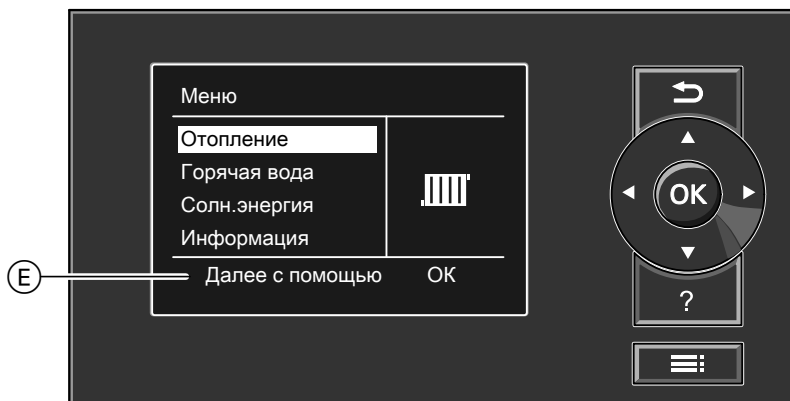 Меню
Отопление
Горячая вода
Солн.энергия
Информация
Далее с помощью OK
E
OK
?